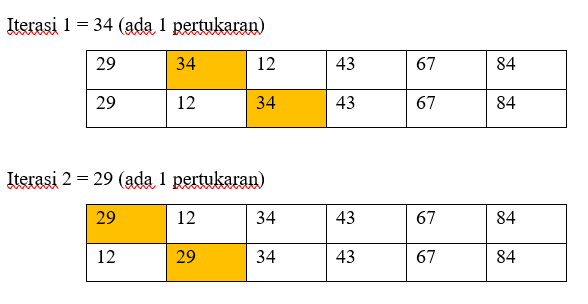 Iterasi 1 = 34 (ada 1 pertukaran)
29 34 12 43 67 84
29 12 34 43 67 84
Iterasi 2 = 29 (ada 1 pertukaran)
29 12 34 43 67 84
12 29 34 43 67 84